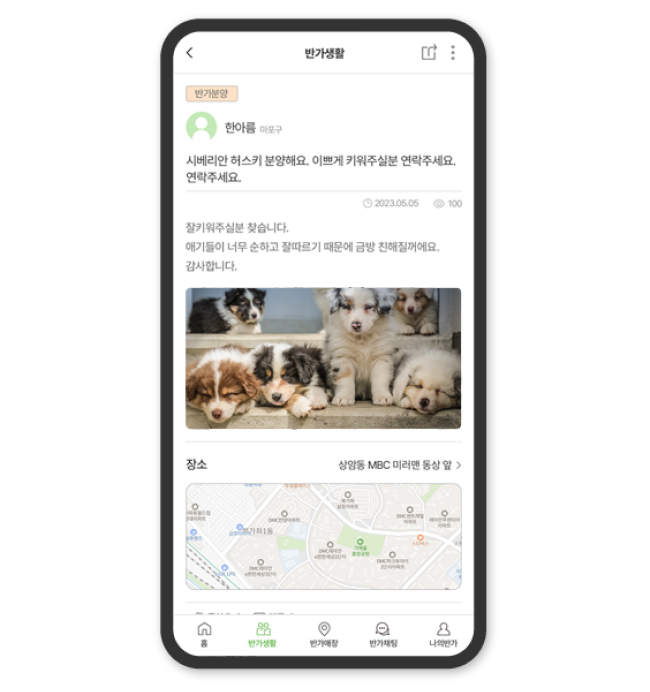 반가생활
반가분양
한아름 마포구
시베리안 허스키 분양해요. 이쁘게 키워주실분 연락주세요.
연락주세요.
2023.05.05 100
잘키워주실분 찾습니다.
애기들이 너무 순하고 잘따르기 때문에 금방 친해질꺼에요.
감사합니다.
장소
상암동 MBC 미러맨 동상 앞
홈
반가생활
반가매장
반가채팅
나의반가